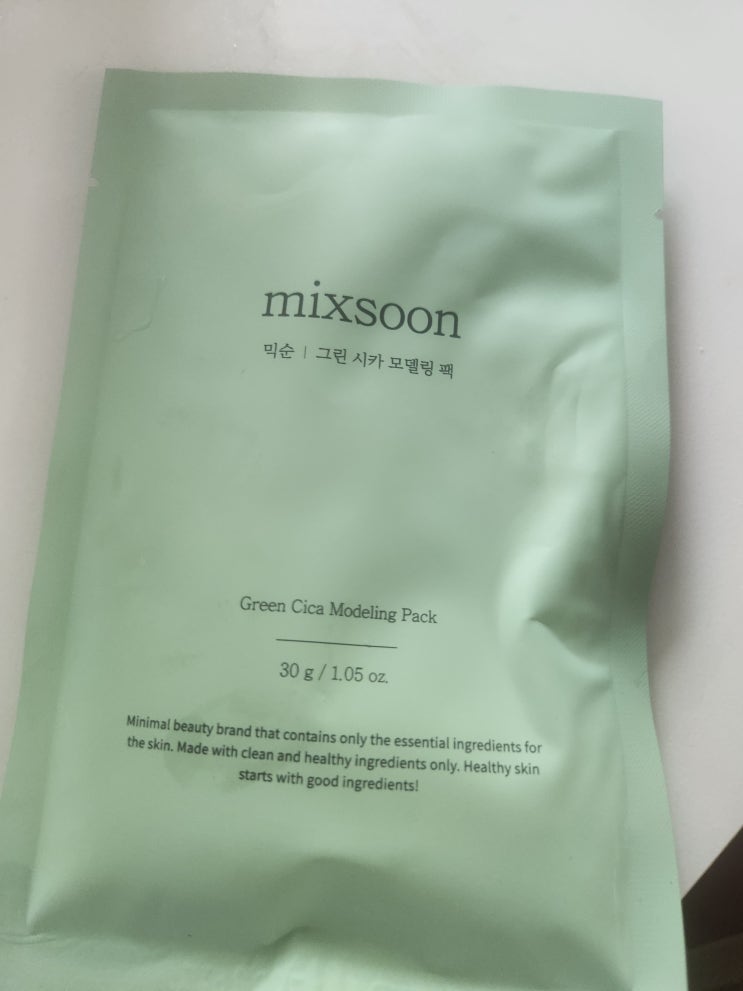 mixsoon
믹순 | 그린 시카 모델링 팩
Green Cica Modeling Pack
30 g / 1.05 oz.
Minimal beauty brand that contains only the essential ingredients for
the skin. Made with clean and healthy ingredients only. Healthy skin
starts with good ingredients!